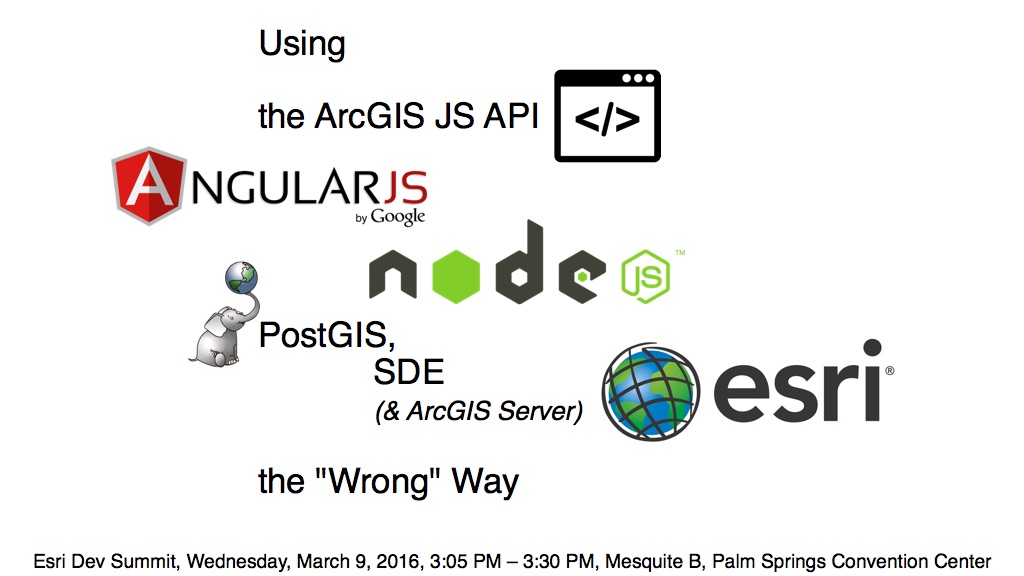 Using
the ArcGIS JS API
</>
ANGULARJS
by Google
node
JS
™
PostGIS,
SDE
(& ArcGIS Server)
esri®
the "Wrong" Way
Esri Dev Summit, Wednesday, March 9, 2016, 3:05 PM – 3:30 PM, Mesquite B, Palm Springs Convention Center